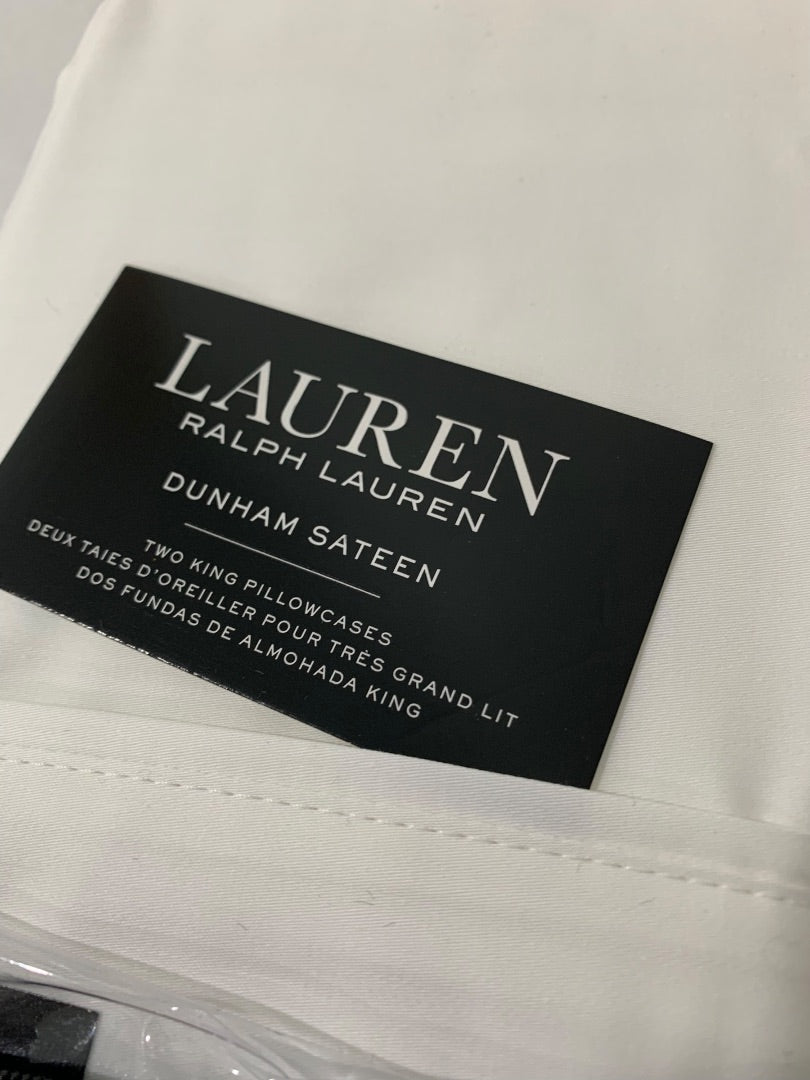 LAUREN
RALPH LAUREN
DUNHAM SATEEN
TWO KING PILLOWCASES
DEUX TAIES D'OREILLER POUR TRÈS GRAND LIT
DOS FUNDAS DE ALMOHADA KING